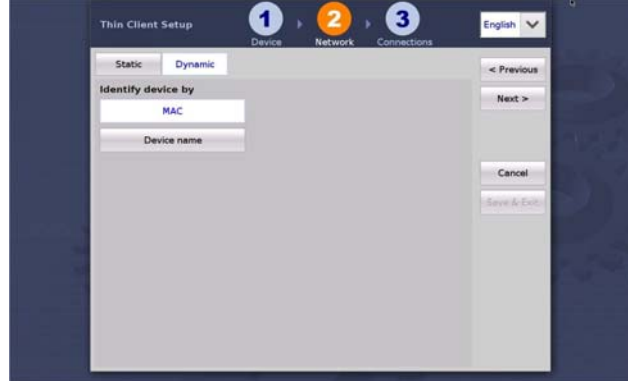 Thin Client Setup
1
2
3
Device
Network
Connections
English
Static
Dynamic
< Previous
Identify device by
MAC
Next >
Device name
Cancel
Save & Exit